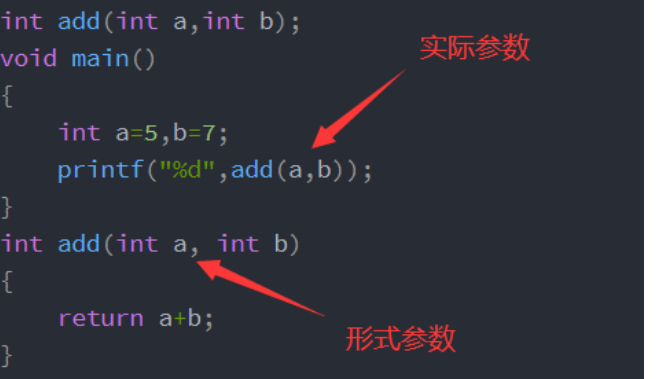 int add(int a,int b);
void main()
实际参数
{
int a=5,b=7;
printf("%d",add(a,b));
}
int add(int a, int b)
{
return a+b;
形式参数
}